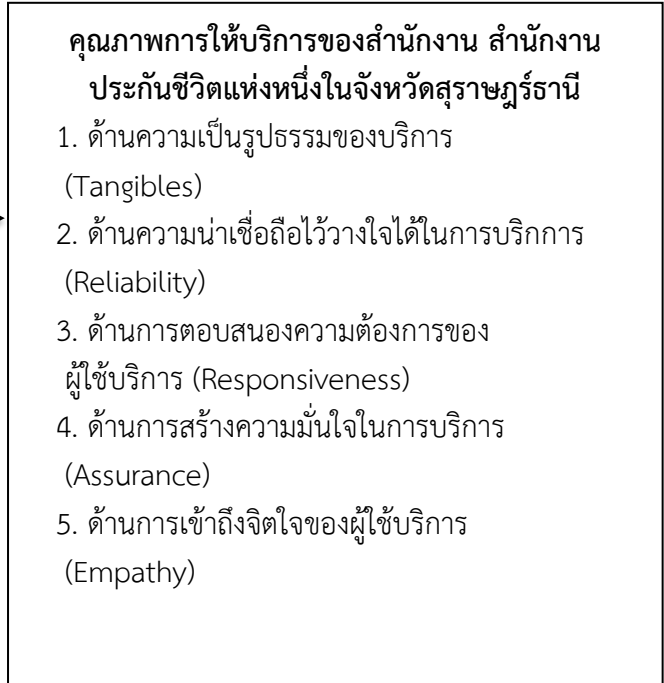 คุณภาพการให้บริการของสำนักงาน สำนักงาน
ประกันชีวิตแห่งหนึ่งในจังหวัดสุราษฎร์ธานี
1. ด้านความเป็นรูปธรรมของบริการ
(Tangibles)
2. ด้านความน่าเชื่อถือไว้วางใจได้ในการบริกการ
(Reliability)
3. ด้านการตอบสนองความต้องการของ
ผู้ใช้บริการ (Responsiveness)
4. ด้านการสร้างความมั่นใจในการบริการ
(Assurance)
5. ด้านการเข้าถึงจิตใจของผู้ใช้บริการ
(Empathy)